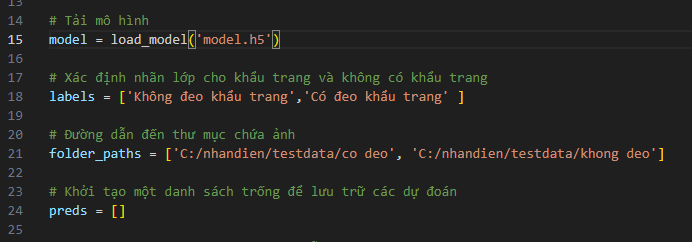 13
14 # Tải mô hình
15 model = load_model('model.h5')
16
17 # Xác định nhãn lớp cho khẩu trang và không có khẩu trang
18 labels = ['Không đeo khẩu trang','Có đeo khẩu trang' ]
19
20 # Đường dẫn đến thư mục chứa ảnh
21 folder_paths = ['C:/nhandien/testdata/co deo', 'C:/nhandien/testdata/khong deo']
22
23 # Khởi tạo một danh sách trống để lưu trữ các dự đoán
24 preds = []
25